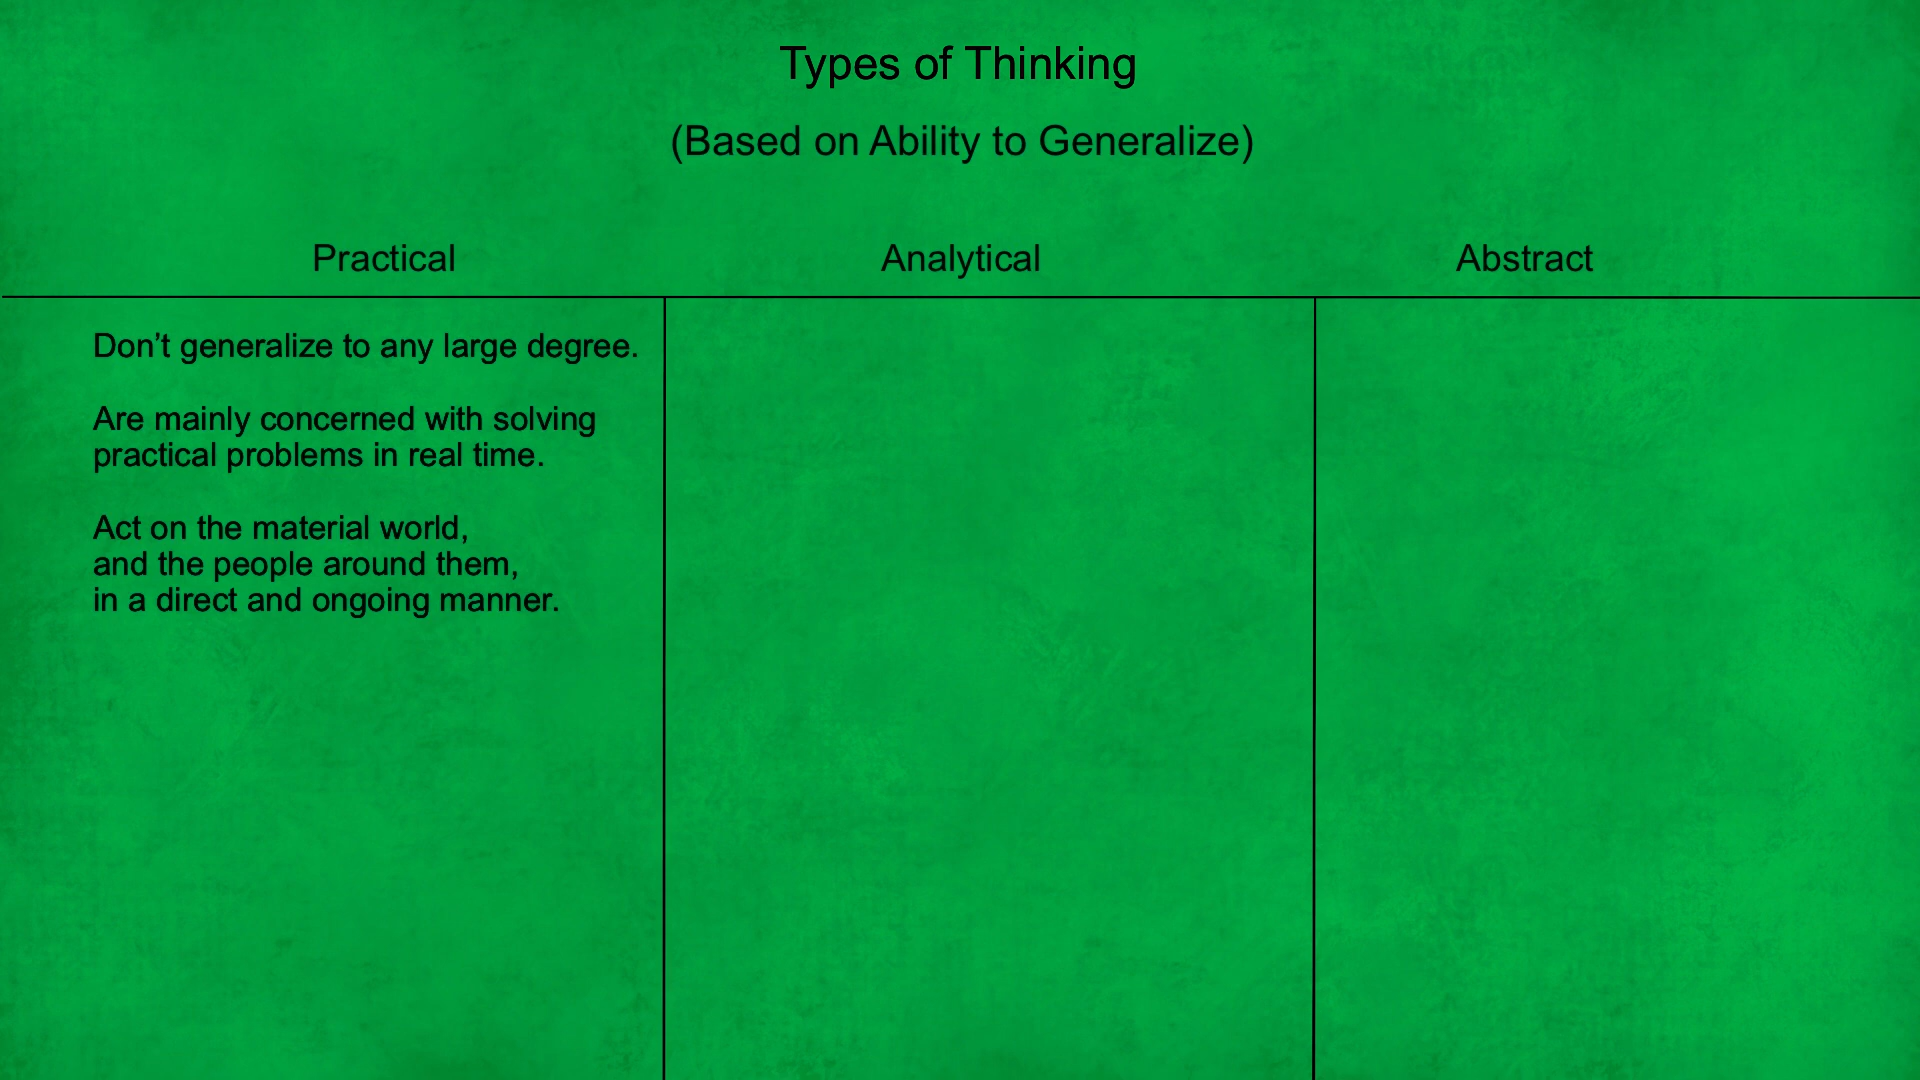 Types of Thinking
(Based on Ability to Generalize)
Practical
Analytical
Abstract
Don’t generalize to any large degree.
Are mainly concerned with solving
practical problems in real time.
Act on the material world,
and the people around them,
in a direct and ongoing manner.